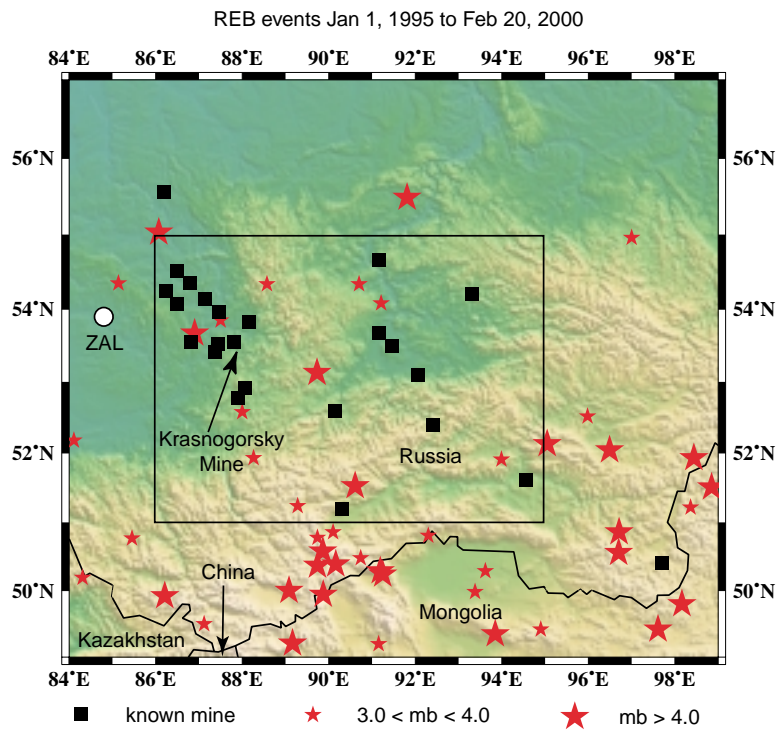 REB events Jan 1, 1995 to Feb 20, 2000
84˚E 86˚E 88˚E 90˚E 92˚E 94˚E 96˚E 98˚E
56˚N 56˚N
54˚N 54˚N
ZAL
Krasnogorsky
Mine
Russia
52˚N 52˚N
China
50˚N 50˚N
Mongolia
Kazakhstan
84˚E 86˚E 88˚E 90˚E 92˚E 94˚E 96˚E 98˚E
known mine 3.0 < mb < 4.0 mb > 4.0